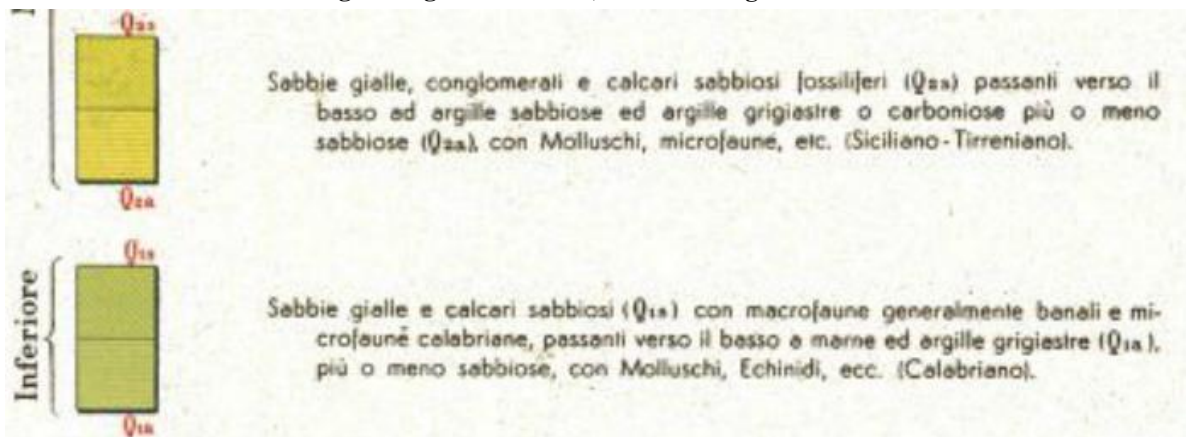 Q₂s
Sabbie gialle, conglomerati e calcari sabbiosi fossiliferi (Q₂s) passanti verso il
basso ad argille sabbiose ed argille grigiastre o carboniose più o meno
sabbiose (Q₂a), con Molluschi, microfaune, etc. (Siciliano-Tirreniano).
Q₂a
Inferiore
Q₁s
Sabbie gialle e calcari sabbiosi (Q₁s) con macrofaune generalmente banali e mi-
crofaune calabriane, passanti verso il basso a marne ed argille grigiastre (Q₁a),
più o meno sabbiose, con Molluschi, Echinidi, ecc. (Calabriano).
Q₁a